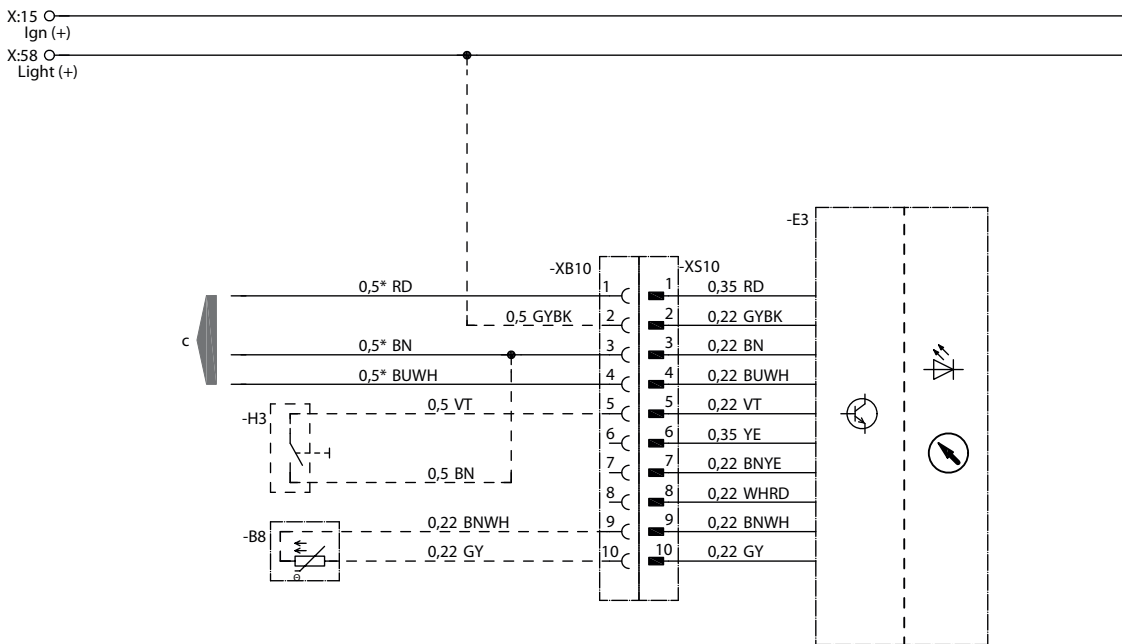 X:15
Ign (+)
X:58
Light (+)
-E3
-XB10
-XS10
0,5* RD
1
1
0,35 RD
0,5 GYBK
2
2
0,22 GYBK
0,5* BN
3
3
0,22 BN
c
0,5* BUWH
4
4
0,22 BUWH
-H3
0,5 VT
5
5
0,22 VT
6
6
0,35 YE
0,5 BN
7
7
0,22 BNYE
8
8
0,22 WHRD
-B8
0,22 BNWH
9
9
0,22 BNWH
0,22 GY
10
10
0,22 GY
Θ